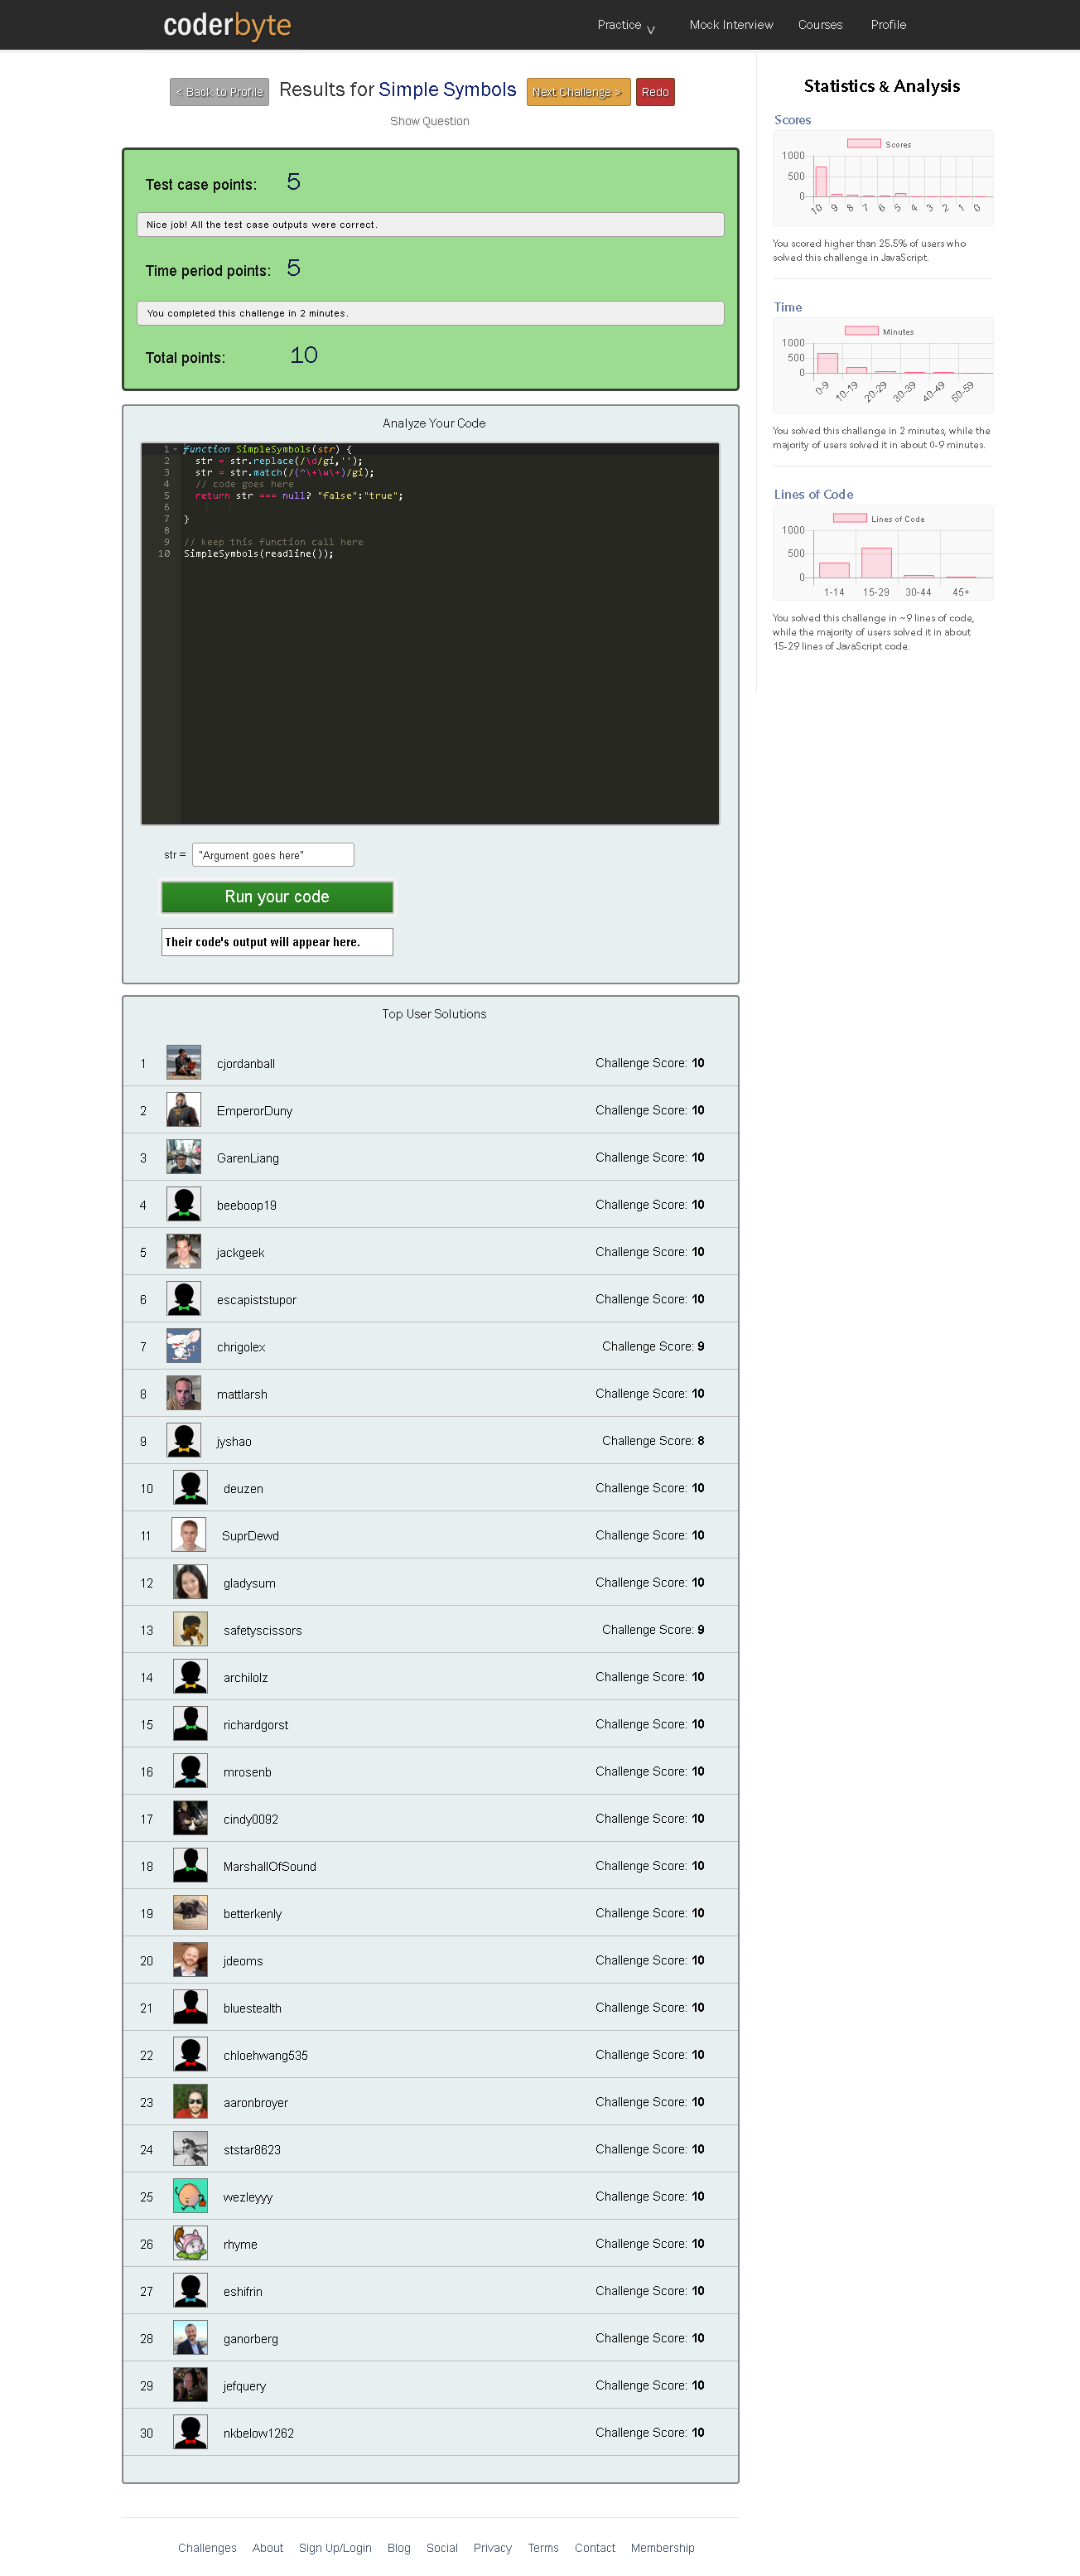 coderbyte
Practice v Mock Interview Courses Profile
< Back to Profile Results for Simple Symbols Next Challenge > Redo
Show Question
Test case points: 5
Nice job! All the test case outputs were correct.
Time period points: 5
You completed this challenge in 2 minutes.
Total points: 10
Analyze Your Code
1 function SimpleSymbols(str) {
2 str = str.replace(/\d/gi,'');
3 str = str.match(/(^\+\w\+)/gi);
4 // code goes here
5 return str === null? "false":"true";
6
7 }
8
9 // keep this function call here
10 SimpleSymbols(readline());
str = "Argument goes here"
Run your code
Their code's output will appear here.
Top User Solutions
1 cjordanball Challenge Score: 10
2 EmperorDuny Challenge Score: 10
3 GarenLiang Challenge Score: 10
4 beeboop19 Challenge Score: 10
5 jackgeek Challenge Score: 10
6 escapiststupor Challenge Score: 10
7 chrigolex Challenge Score: 9
8 mattlarsh Challenge Score: 10
9 jyshao Challenge Score: 8
10 deuzen Challenge Score: 10
11 SuprDewd Challenge Score: 10
12 gladysum Challenge Score: 10
13 safetyscissors Challenge Score: 9
14 archilolz Challenge Score: 10
15 richardgorst Challenge Score: 10
16 mrosenb Challenge Score: 10
17 cindy0092 Challenge Score: 10
18 MarshallOfSound Challenge Score: 10
19 betterkenly Challenge Score: 10
20 jdeoms Challenge Score: 10
21 bluestealth Challenge Score: 10
22 chloehwang535 Challenge Score: 10
23 aaronbroyer Challenge Score: 10
24 ststar8623 Challenge Score: 10
25 wezleyyy Challenge Score: 10
26 rhyme Challenge Score: 10
27 eshifrin Challenge Score: 10
28 ganorberg Challenge Score: 10
29 jefquery Challenge Score: 10
30 nkbelow1262 Challenge Score: 10
Statistics & Analysis
Scores
Scores
1000
500
0
10 9 8 7 6 5 4 3 2 1 0
You scored higher than 25.5% of users who
solved this challenge in JavaScript.
Time
Minutes
1000
500
0
0-9 10-19 20-29 30-39 40-49 50-59
You solved this challenge in 2 minutes, while the
majority of users solved it in about 0-9 minutes.
Lines of Code
Lines of Code
1000
500
0
1-14 15-29 30-44 45+
You solved this challenge in ~9 lines of code,
while the majority of users solved it in about
15-29 lines of JavaScript code.
Challenges About Sign Up/Login Blog Social Privacy Terms Contact Membership